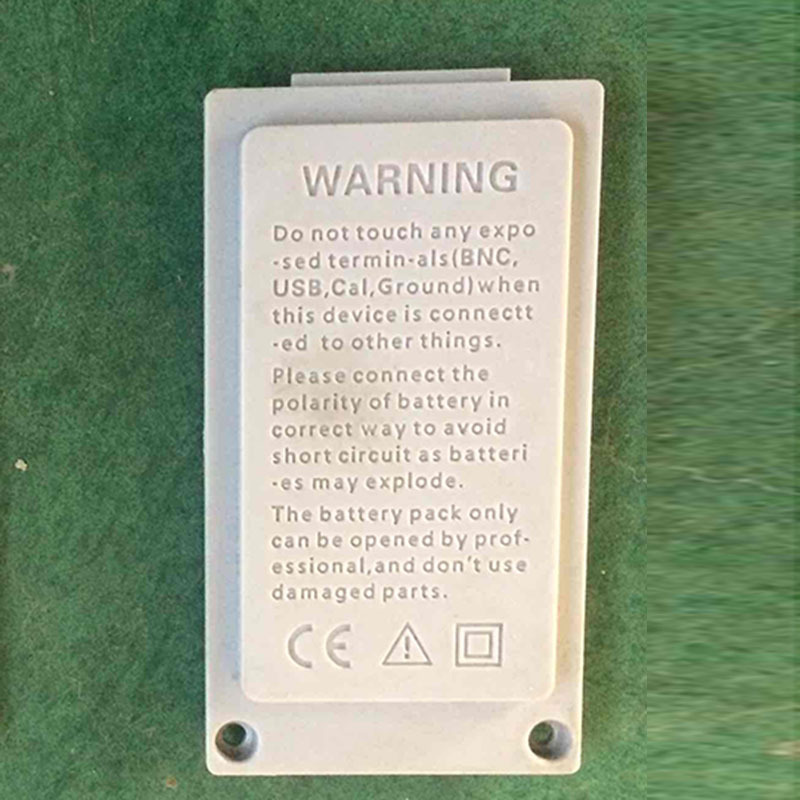 WARNING
Do not touch any expo
-sed termin-als(BNC,
USB,Cal,Ground)when
this device is connectt
-ed to other things.
Please connect the
polarity of battery in
correct way to avoid
short circuit as batteri
-es may explode.
The battery pack only
can be opened by prof-
essional,and don't use
damaged parts.
CE